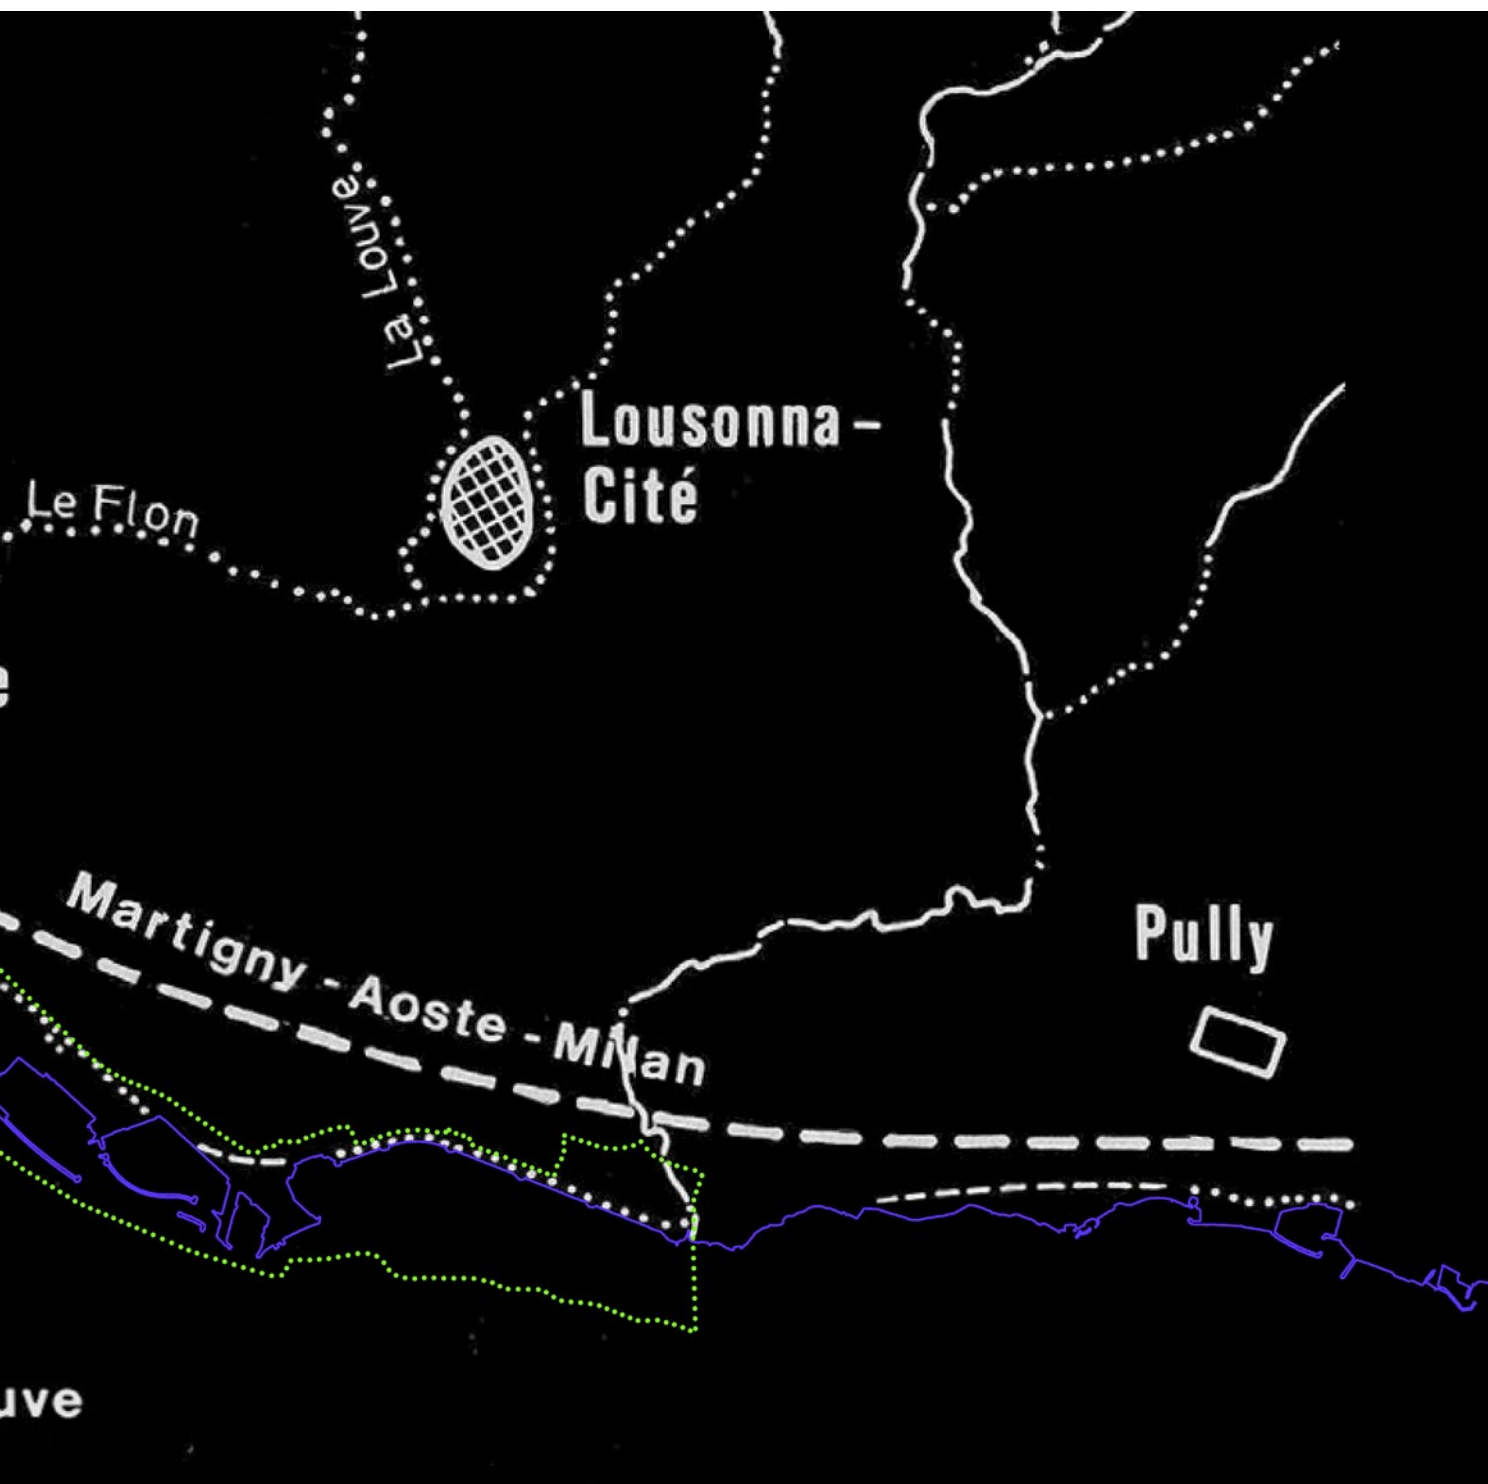 La Louve
Lousonna-
Cité
Le Flon
e
Martigny - Aoste - Milan
Pully
uve